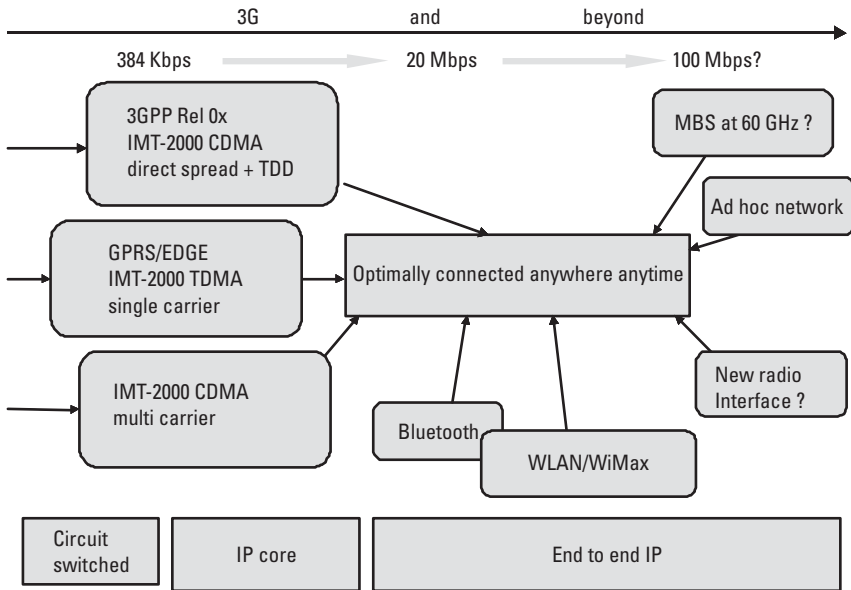 3G and beyond
384 Kbps 20 Mbps 100 Mbps?
3GPP Rel 0x
IMT-2000 CDMA
direct spread + TDD
MBS at 60 GHz ?
Ad hoc network
GPRS/EDGE
IMT-2000 TDMA
single carrier
Optimally connected anywhere anytime
IMT-2000 CDMA
multi carrier
New radio
Interface ?
Bluetooth
WLAN/WiMax
Circuit
switched
IP core
End to end IP